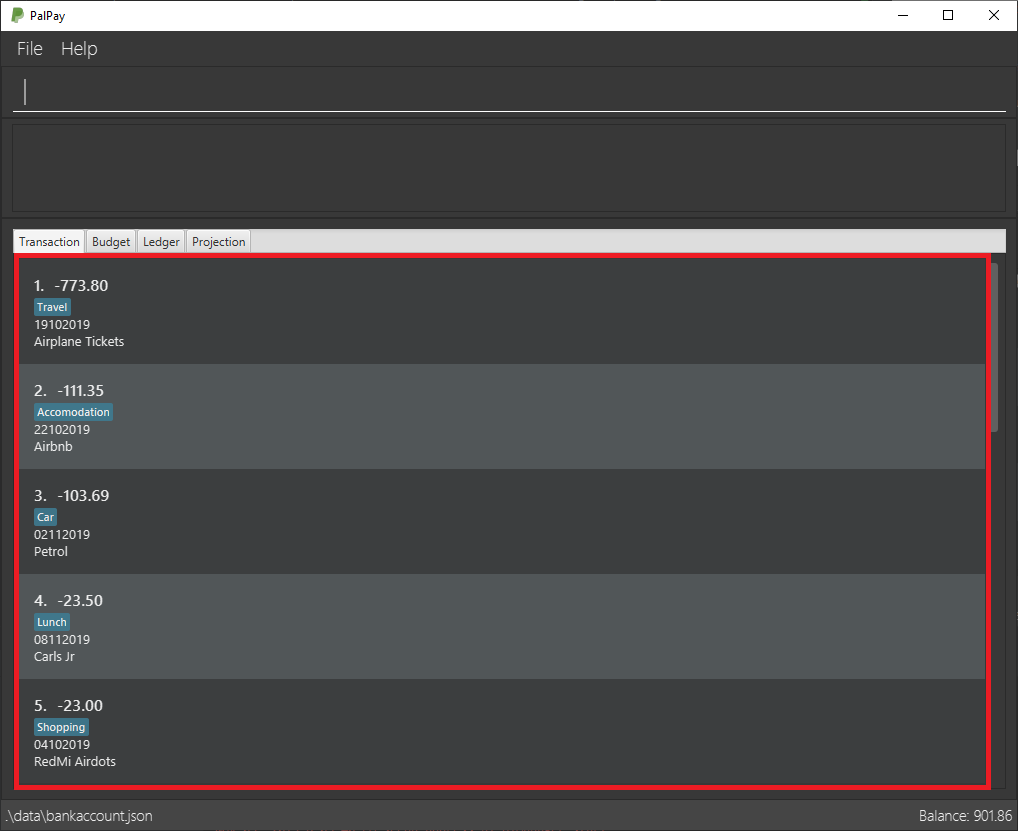 PalPay
File Help
Transaction Budget Ledger Projection
1. -773.80
Travel
19102019
Airplane Tickets
2. -111.35
Accomodation
22102019
Airbnb
3. -103.69
Car
02112019
Petrol
4. -23.50
Lunch
08112019
Carls Jr
5. -23.00
Shopping
04102019
RedMi Airdots
.\data\bankaccount.json Balance: 901.86